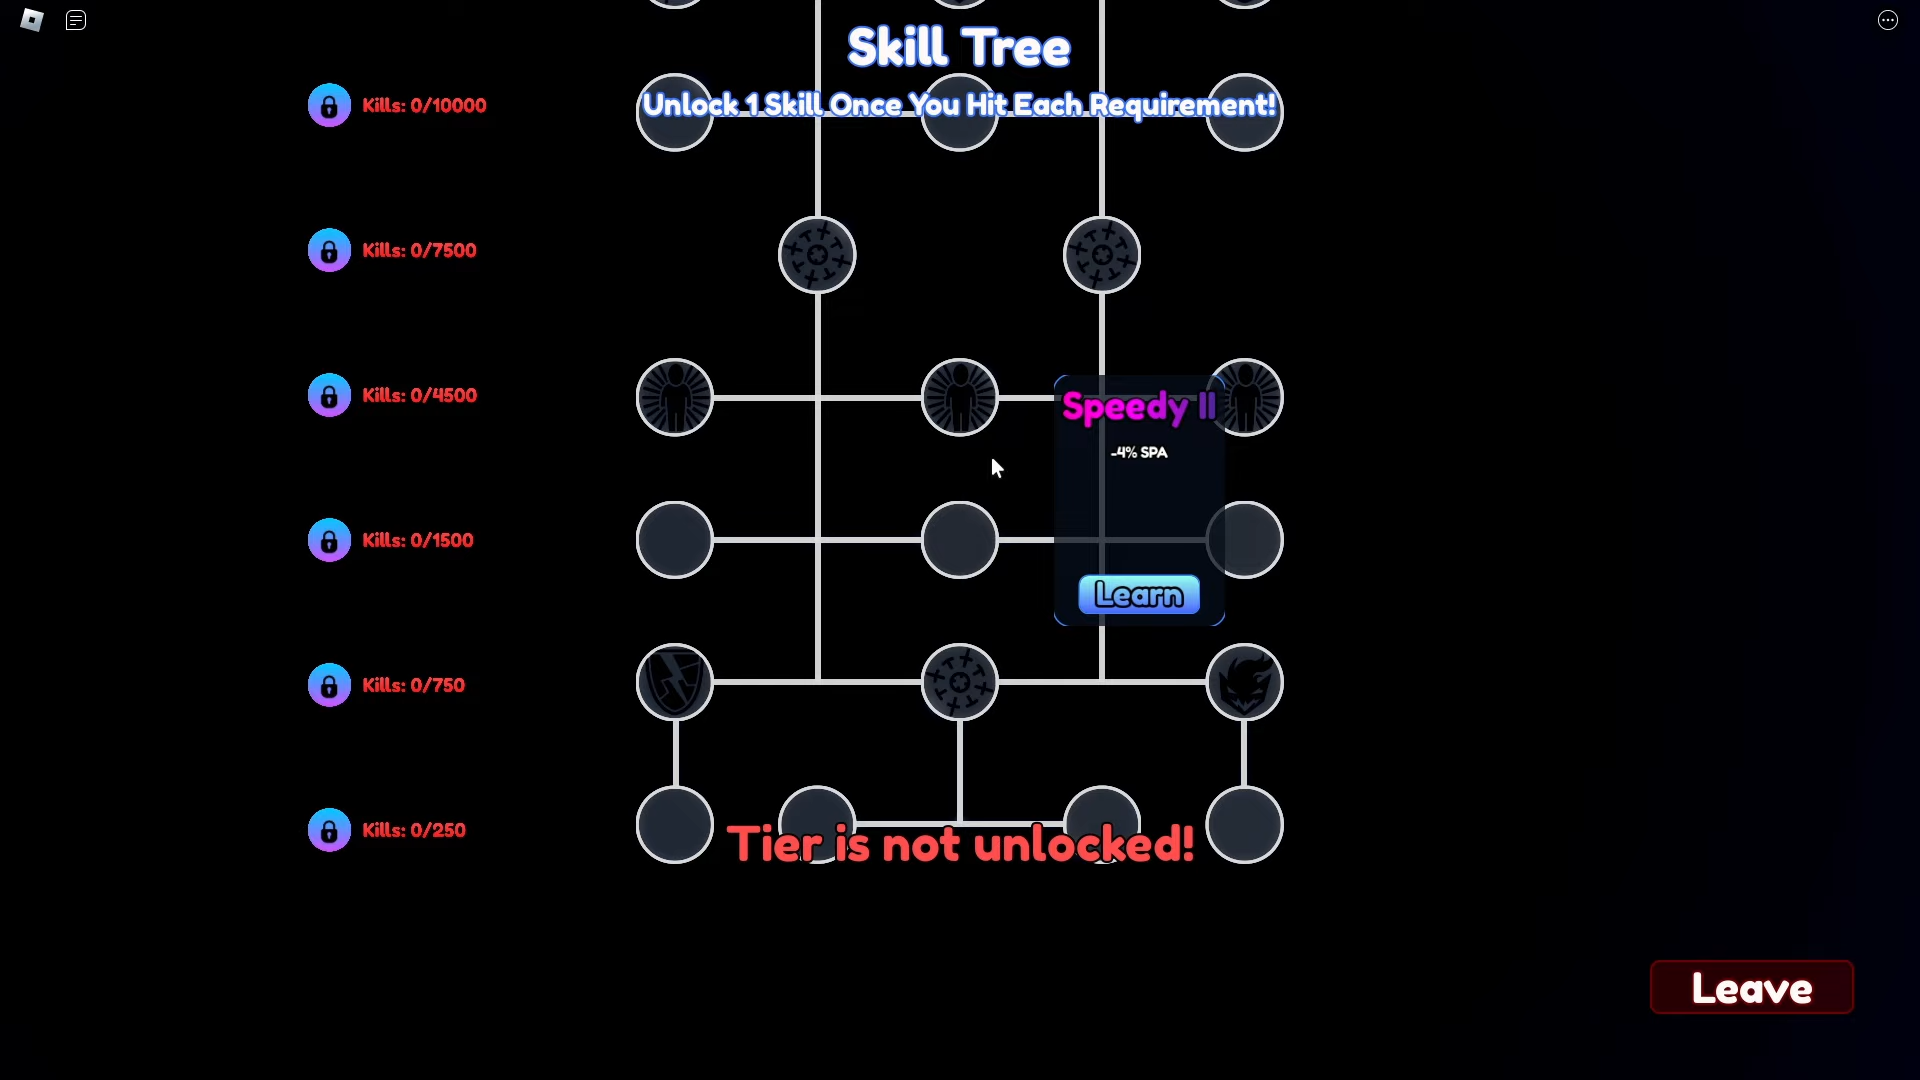 Skill Tree
Unlock 1 Skill Once You Hit Each Requirement!
Kills: 0/10000
Kills: 0/7500
Kills: 0/4500
Speedy II
-4% SPA
Kills: 0/1500
Learn
Kills: 0/750
Kills: 0/250
Tier is not unlocked!
Leave